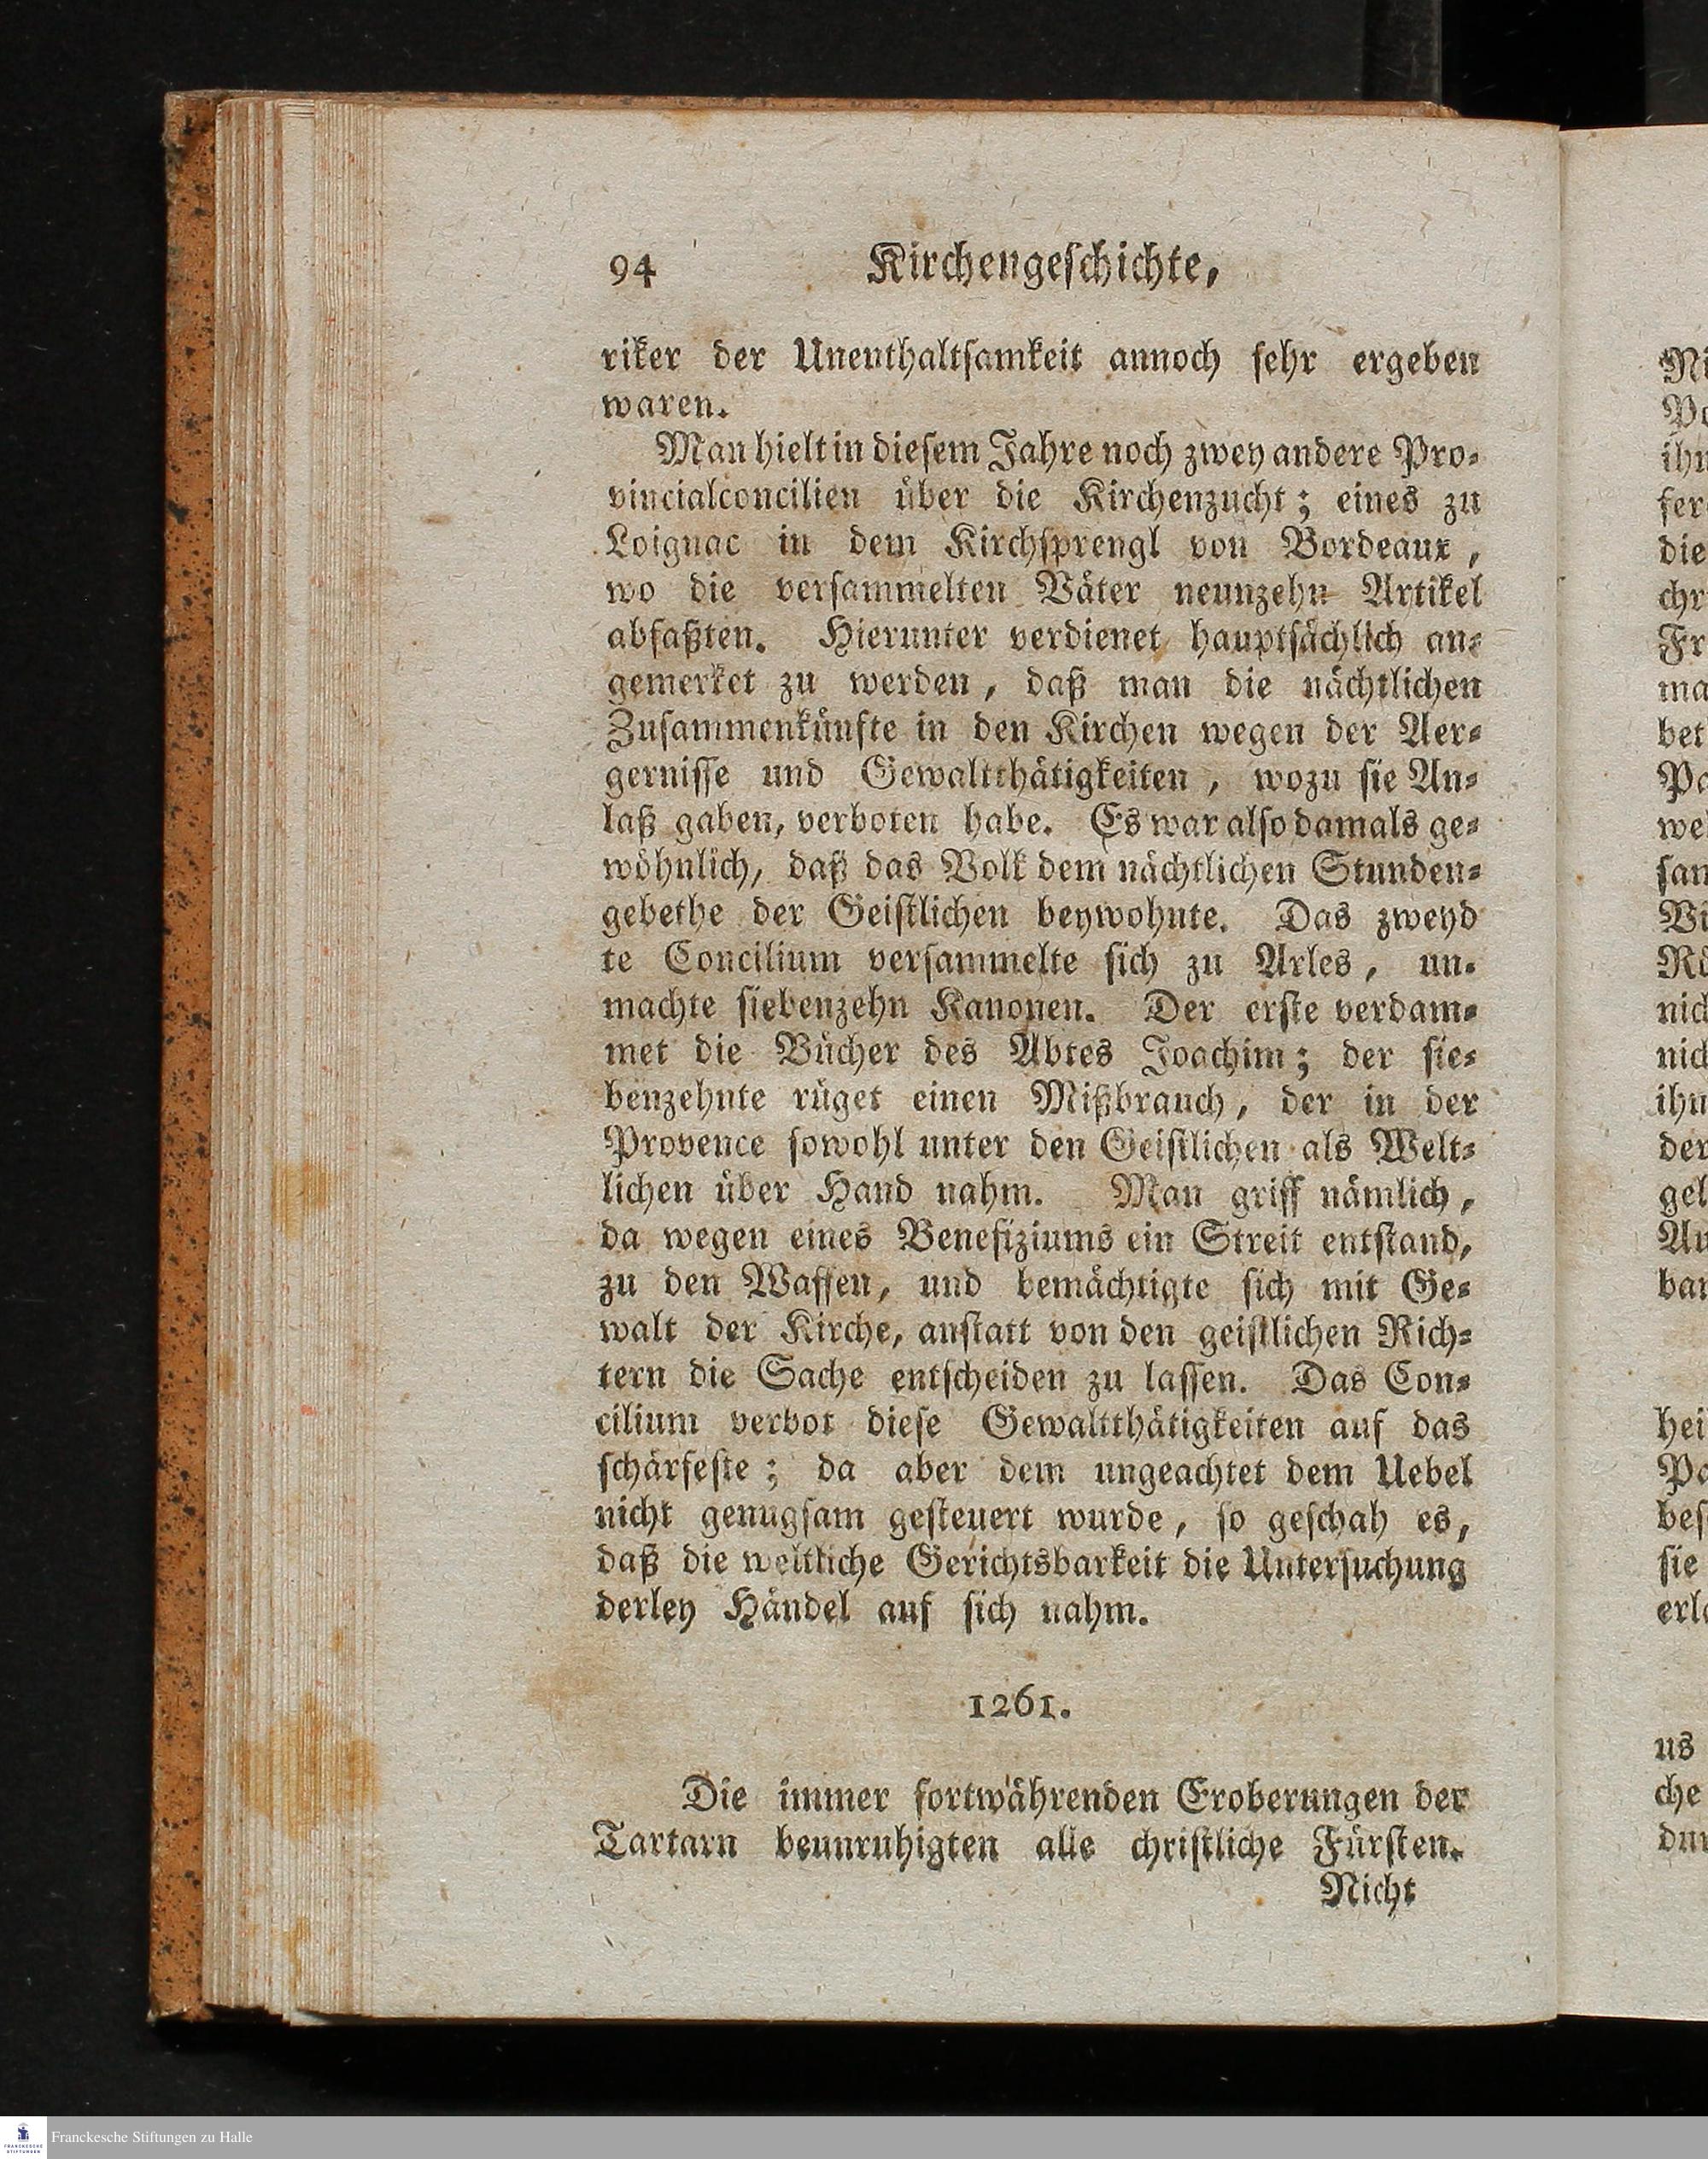 94 Kirchengeschichte,
riker der Unenthaltsamkeit annoch sehr ergeben
waren.
Man hielt in diesem Jahre noch zwey andere Pro-
vincialconcilien über die Kirchenzucht; eines zu
Loignac in dem Kirchsprengl von Bordeaux,
wo die versammelten Väter neunzehn Artikel
abfaßten. Hierunter verdienet hauptsächlich an-
gemerket zu werden, daß man die nächtlichen
Zusammenkünfte in den Kirchen wegen der Aer-
gernisse und Gewaltthätigkeiten, wozu sie An-
laß gaben, verboten habe. Es war also damals ge-
wöhnlich, daß das Volk dem nächtlichen Stunden-
gebethe der Geistlichen beywohnte. Das zweyd
te Concilium versammelte sich zu Arles, un-
machte siebenzehn Kanonen. Der erste verdam-
met die Bücher des Abtes Joachim; der sie-
benzehnte rüget einen Mißbrauch, der in der
Provence sowohl unter den Geistlichen als Welt-
lichen über Hand nahm. Man griff nämlich,
da wegen eines Benefiziums ein Streit entstand,
zu den Waffen, und bemächtigte sich mit Ge-
walt der Kirche, anstatt von den geistlichen Rich-
tern die Sache entscheiden zu lassen. Das Con-
cilium verbot diese Gewaltthätigkeiten auf das
schärfeste; da aber dem ungeachtet dem Uebel
nicht genugsam gesteuert wurde, so geschah es,
daß die weltliche Gerichtsbarkeit die Untersuchung
derley Händel auf sich nahm.
1261.
Die immer fortwährenden Eroberungen der
Tartarn beunruhigten alle christliche Fürsten.
Nicht
Franckesche Stiftungen zu Halle